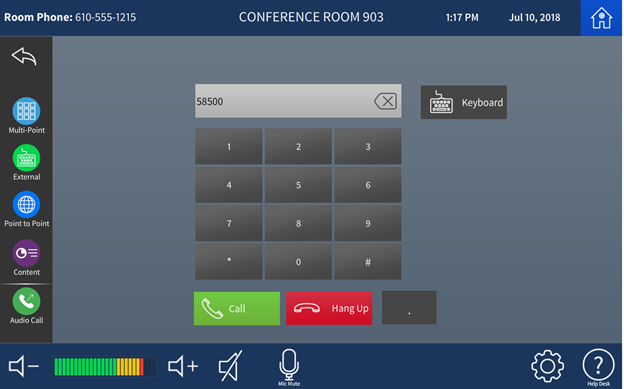 Room Phone: 610-555-1215 CONFERENCE ROOM 903 1:17 PM Jul 10, 2018
58500
Keyboard
Multi-Point
External
Point to Point
Content
Audio Call
1 2 3
4 5 6
7 8 9
* 0 #
Call Hang Up .
Mic Mute
?
Help Desk